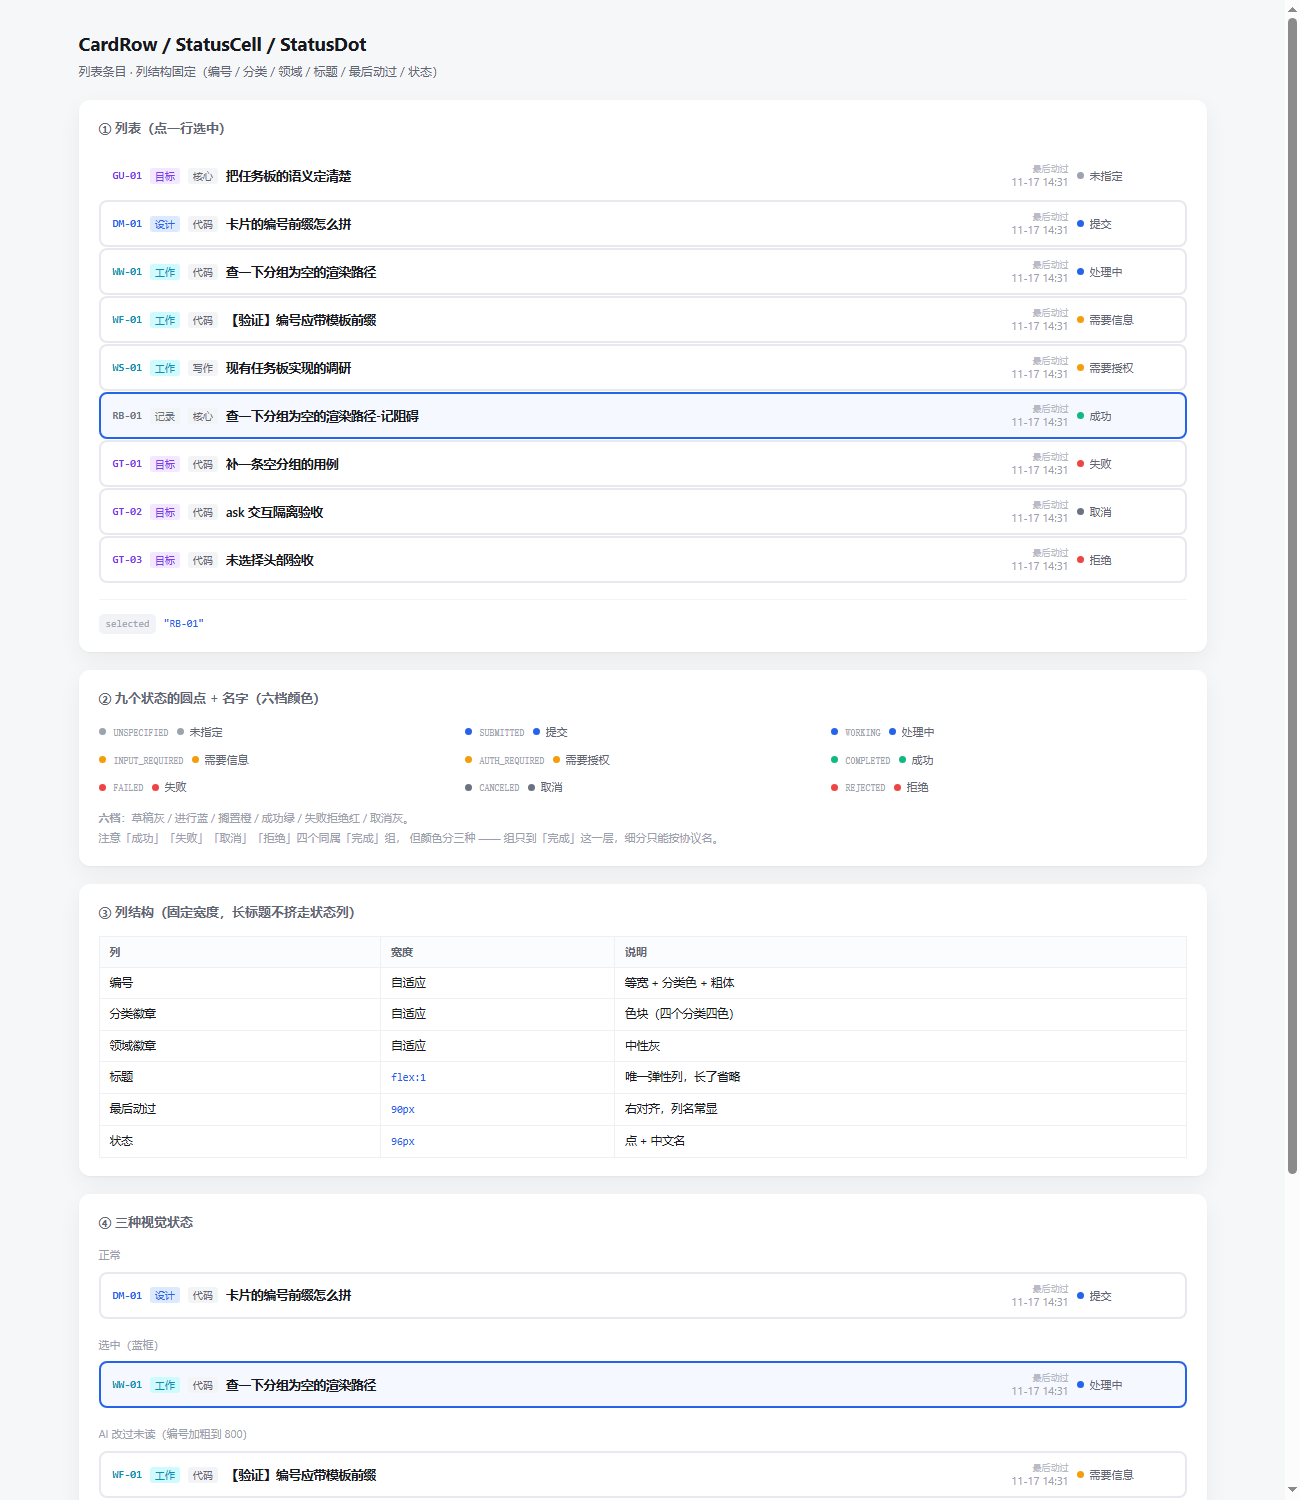 CardRow / StatusCell / StatusDot
列表条目 · 列结构固定（编号 / 分类 / 领域 / 标题 / 最后动过 / 状态）
① 列表（点一行选中）
GU-01 目标 核心 把任务板的语义定清楚 最后动过 11-17 14:31 未指定
DM-01 设计 代码 卡片的编号前缀怎么拼 最后动过 11-17 14:31 提交
WW-01 工作 代码 查一下分组为空的渲染路径 最后动过 11-17 14:31 处理中
WF-01 工作 代码 【验证】编号应带模板前缀 最后动过 11-17 14:31 需要信息
WS-01 工作 写作 现有任务板实现的调研 最后动过 11-17 14:31 需要授权
RB-01 记录 核心 查一下分组为空的渲染路径-记阻碍 最后动过 11-17 14:31 成功
GT-01 目标 代码 补一条空分组的用例 最后动过 11-17 14:31 失败
GT-02 目标 代码 ask 交互隔离验收 最后动过 11-17 14:31 取消
GT-03 目标 代码 未选择头部验收 最后动过 11-17 14:31 拒绝
selected "RB-01"
② 九个状态的圆点 + 名字（六档颜色）
UNSPECIFIED 未指定 SUBMITTED 提交 WORKING 处理中
INPUT_REQUIRED 需要信息 AUTH_REQUIRED 需要授权 COMPLETED 成功
FAILED 失败 CANCELED 取消 REJECTED 拒绝
六档：草稿灰 / 进行蓝 / 搁置橙 / 成功绿 / 失败拒绝红 / 取消灰。
注意「成功」「失败」「取消」「拒绝」四个同属「完成」组， 但颜色分三种 —— 组只到「完成」这一层，细分只能按协议名。
③ 列结构（固定宽度，长标题不挤走状态列）
列 宽度 说明
编号 自适应 等宽 + 分类色 + 粗体
分类徽章 自适应 色块（四个分类四色）
领域徽章 自适应 中性灰
标题 flex:1 唯一弹性列，长了省略
最后动过 90px 右对齐，列名常显
状态 96px 点 + 中文名
④ 三种视觉状态
正常
DM-01 设计 代码 卡片的编号前缀怎么拼 最后动过 11-17 14:31 提交
选中（蓝框）
WW-01 工作 代码 查一下分组为空的渲染路径 最后动过 11-17 14:31 处理中
AI 改过未读（编号加粗到 800）
WF-01 工作 代码 【验证】编号应带模板前缀 最后动过 11-17 14:31 需要信息